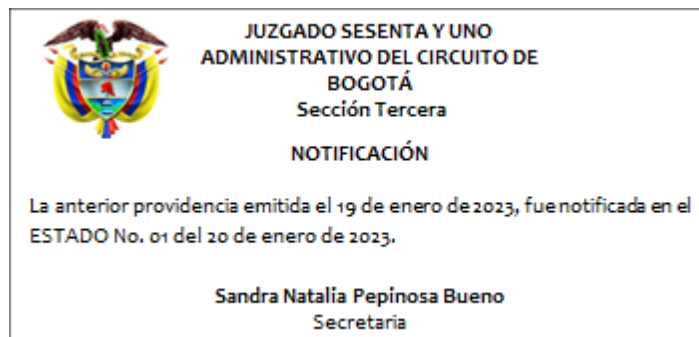 JUZGADO SESENTA Y UNO
ADMINISTRATIVO DEL CIRCUITO DE
BOGOTÁ
Sección Tercera
NOTIFICACIÓN
La anterior providencia emitida el 19 de enero de 2023, fue notificada en el
ESTADO No. 01 del 20 de enero de 2023.
Sandra Natalia Pepinosa Bueno
Secretaria